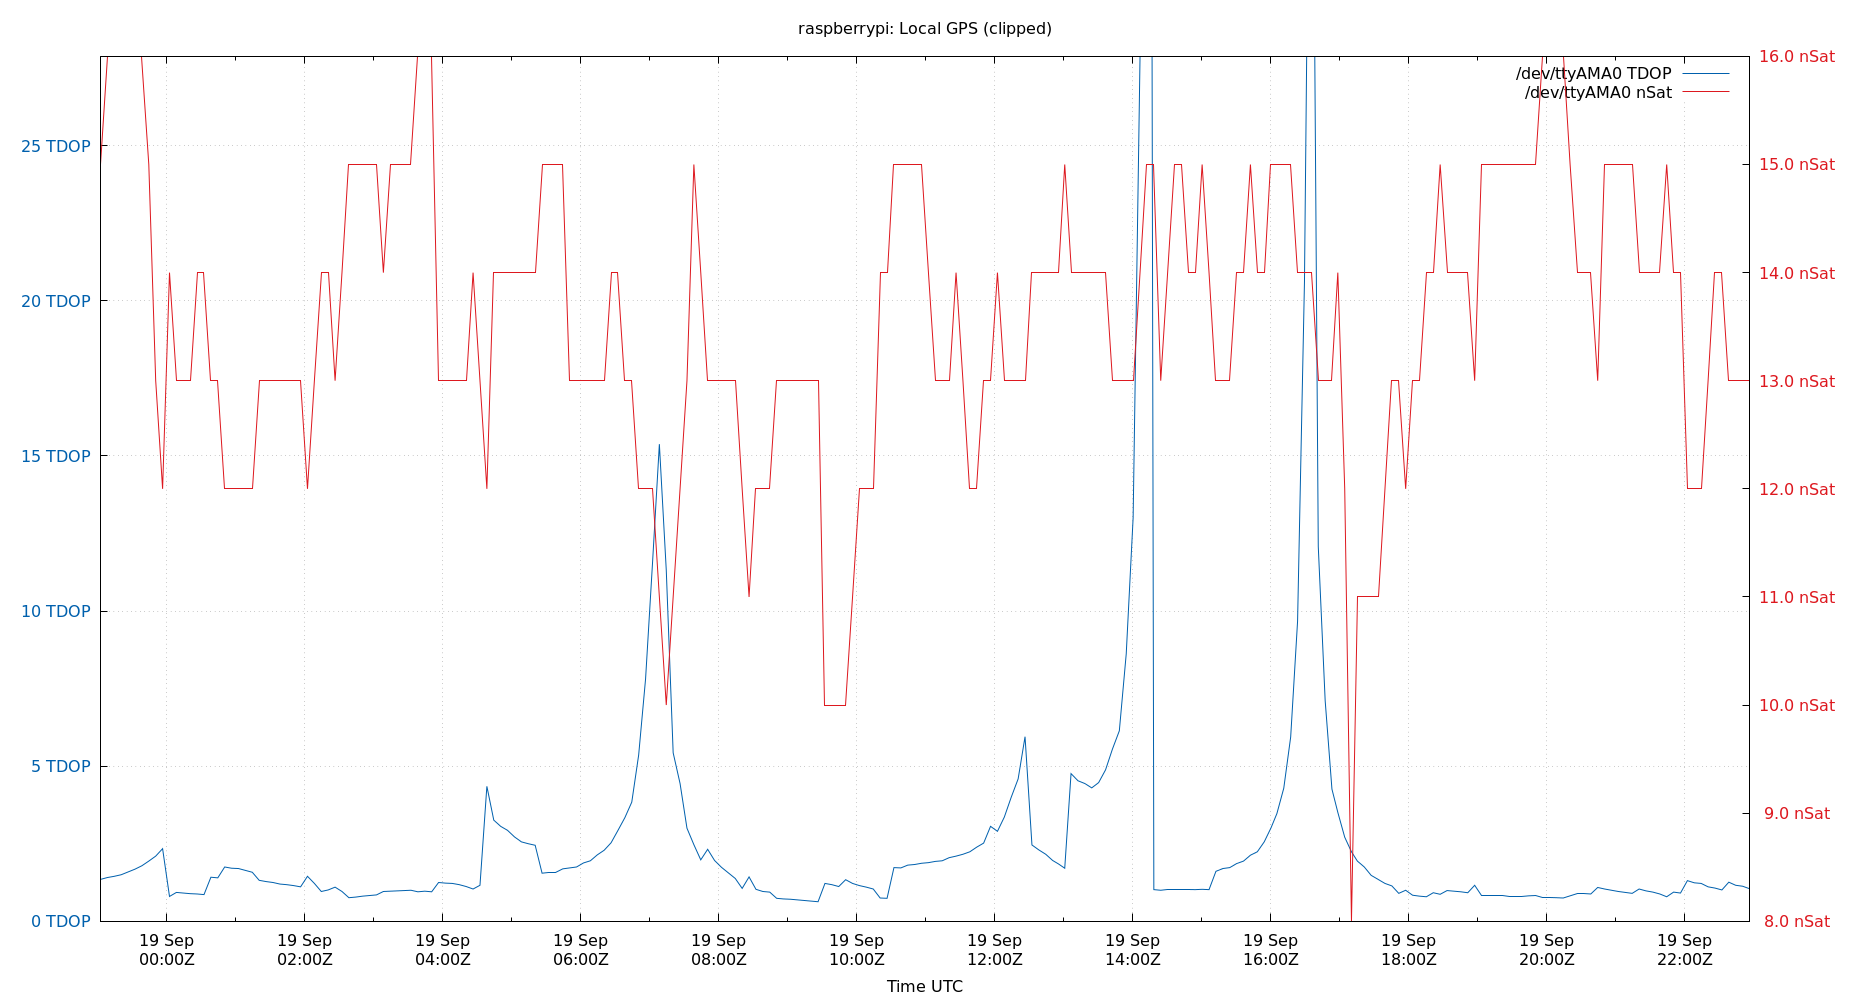 raspberrypi: Local GPS (clipped)
/dev/ttyAMA0 TDOP
/dev/ttyAMA0 nSat
25 TDOP
20 TDOP
15 TDOP
10 TDOP
5 TDOP
0 TDOP
16.0 nSat
15.0 nSat
14.0 nSat
13.0 nSat
12.0 nSat
11.0 nSat
10.0 nSat
9.0 nSat
8.0 nSat
19 Sep 19 Sep 19 Sep 19 Sep 19 Sep 19 Sep 19 Sep 19 Sep 19 Sep 19 Sep 19 Sep 19 Sep
00:00Z 02:00Z 04:00Z 06:00Z 08:00Z 10:00Z 12:00Z 14:00Z 16:00Z 18:00Z 20:00Z 22:00Z
Time UTC